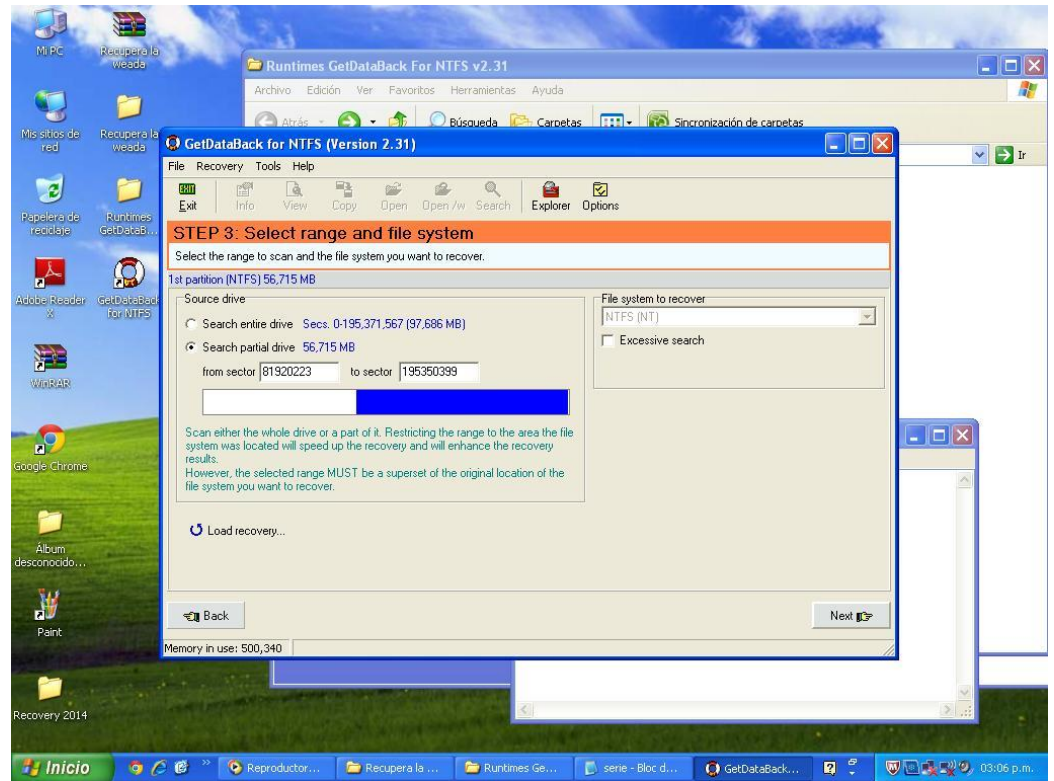 Mi PC
Recupera la weada
Mis sitios de red
Recupera la weada
Papelera de reciclaje
Runtimes GetDataB...
Adobe Reader X
GetDataBack for NTFS
WinRAR
Google Chrome
Álbum desconocido...
Paint
Recovery 2014
Runtimes GetDataBack For NTFS v2.31
Archivo Edición Ver Favoritos Herramientas Ayuda
Atrás Búsqueda Carpetas Sincronización de carpetas
Ir
GetDataBack for NTFS (Version 2.31)
File Recovery Tools Help
EXIT
Exit Info View Copy Open Open /w Search Explorer Options
STEP 3: Select range and file system
Select the range to scan and the file system you want to recover.
1st partition (NTFS) 56,715 MB
Source drive
Search entire drive Secs. 0-195,371,567 (97,686 MB)
Search partial drive 56,715 MB
from sector 81920223 to sector 195350399
Scan either the whole drive or a part of it. Restricting the range to the area the file
system was located will speed up the recovery and will enhance the recovery
results.
However, the selected range MUST be a superset of the original location of the
file system you want to recover.
Load recovery...
File system to recover
NTFS (NT)
Excessive search
Back
Next
Memory in use: 500,340
Inicio
Reproductor...
Recupera la ...
Runtimes Ge...
serie - Bloc d...
GetDataBack...
03:06 p.m.